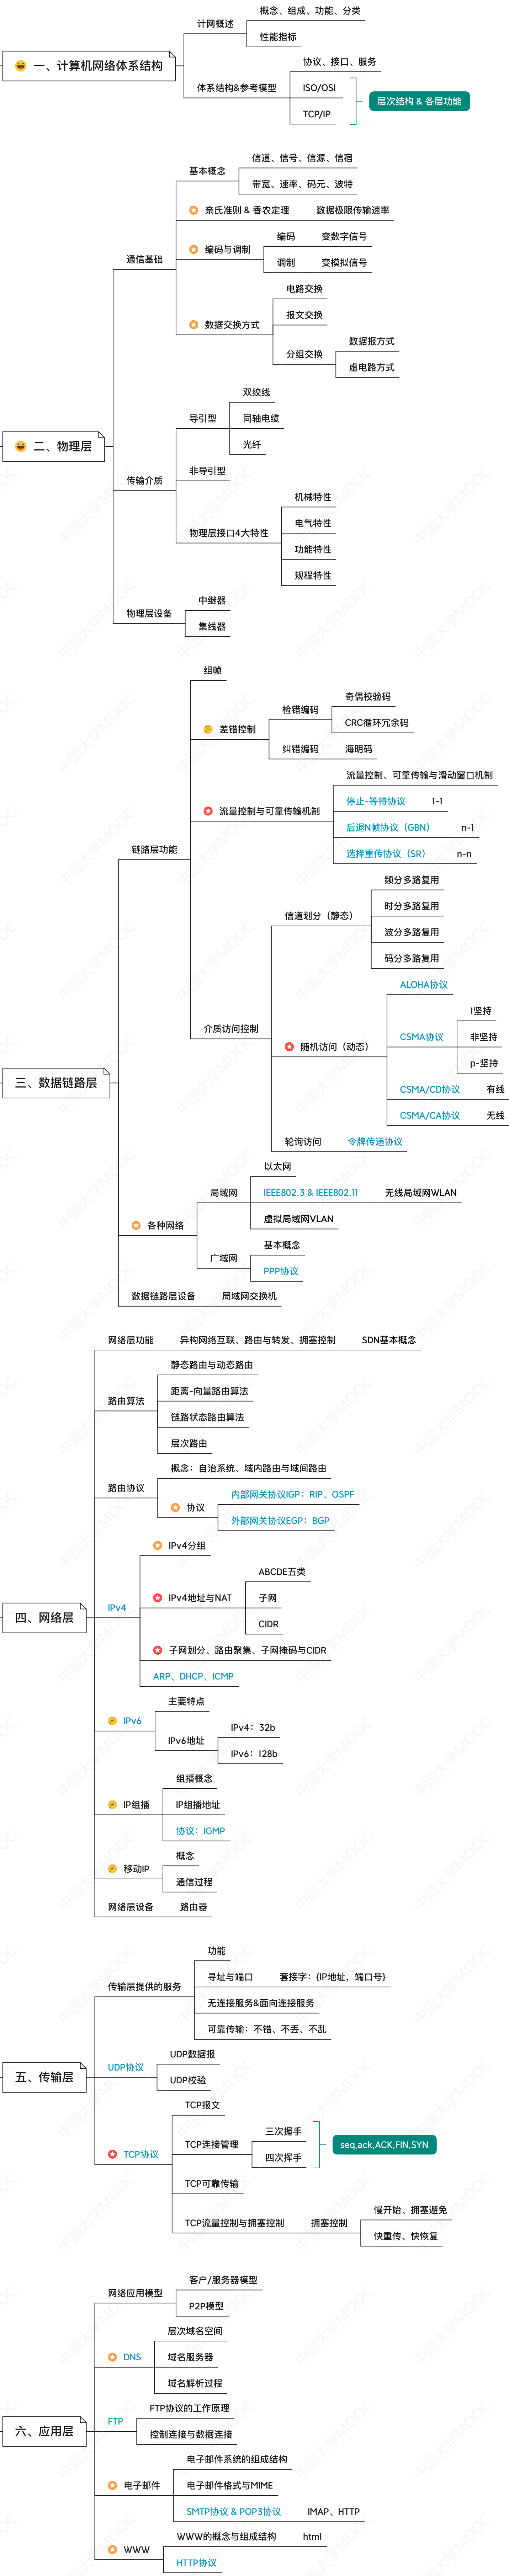 一、计算机网络体系结构
计网概述
概念、组成、功能、分类
性能指标
体系结构&参考模型
协议、接口、服务
ISO/OSI
TCP/IP
层次结构 & 各层功能
二、物理层
通信基础
基本概念
信道、信号、信源、信宿
带宽、速率、码元、波特
奈氏准则 & 香农定理
数据极限传输速率
编码与调制
编码
变数字信号
调制
变模拟信号
数据交换方式
电路交换
报文交换
分组交换
数据报方式
虚电路方式
传输介质
导引型
双绞线
同轴电缆
光纤
非导引型
物理层接口4大特性
机械特性
电气特性
功能特性
规程特性
物理层设备
中继器
集线器
三、数据链路层
链路层功能
组帧
差错控制
检错编码
奇偶校验码
CRC循环冗余码
纠错编码
海明码
流量控制与可靠传输机制
流量控制、可靠传输与滑动窗口机制
停止-等待协议
1-1
后退N帧协议（GBN）
n-1
选择重传协议（SR）
n-n
介质访问控制
信道划分（静态）
频分多路复用
时分多路复用
波分多路复用
码分多路复用
随机访问（动态）
ALOHA协议
CSMA协议
1坚持
非坚持
p-坚持
CSMA/CD协议
有线
CSMA/CA协议
无线
轮询访问
令牌传递协议
各种网络
局域网
以太网
IEEE802.3 & IEEE802.11
无线局域网WLAN
虚拟局域网VLAN
广域网
基本概念
PPP协议
数据链路层设备
局域网交换机
四、网络层
网络层功能
异构网络互联、路由与转发、拥塞控制
SDN基本概念
路由算法
静态路由与动态路由
距离-向量路由算法
链路状态路由算法
层次路由
路由协议
概念：自治系统、域内路由与域间路由
协议
内部网关协议IGP：RIP、OSPF
外部网关协议EGP：BGP
IPv4
IPv4分组
IPv4地址与NAT
ABCDE五类
子网
CIDR
子网划分、路由聚集、子网掩码与CIDR
ARP、DHCP、ICMP
IPv6
主要特点
IPv6地址
IPv4：32b
IPv6：128b
IP组播
组播概念
IP组播地址
协议：IGMP
移动IP
概念
通信过程
网络层设备
路由器
五、传输层
传输层提供的服务
功能
寻址与端口
套接字：{IP地址，端口号}
无连接服务&面向连接服务
可靠传输：不错、不丢、不乱
UDP协议
UDP数据报
UDP校验
TCP协议
TCP报文
TCP连接管理
三次握手
四次挥手
seq,ack,ACK,FIN,SYN
TCP可靠传输
TCP流量控制与拥塞控制
拥塞控制
慢开始、拥塞避免
快重传、快恢复
六、应用层
网络应用模型
客户/服务器模型
P2P模型
DNS
层次域名空间
域名服务器
域名解析过程
FTP
FTP协议的工作原理
控制连接与数据连接
电子邮件
电子邮件系统的组成结构
电子邮件格式与MIME
SMTP协议 & POP3协议
IMAP、HTTP
WWW
WWW的概念与组成结构
html
HTTP协议
中国大学MOOC